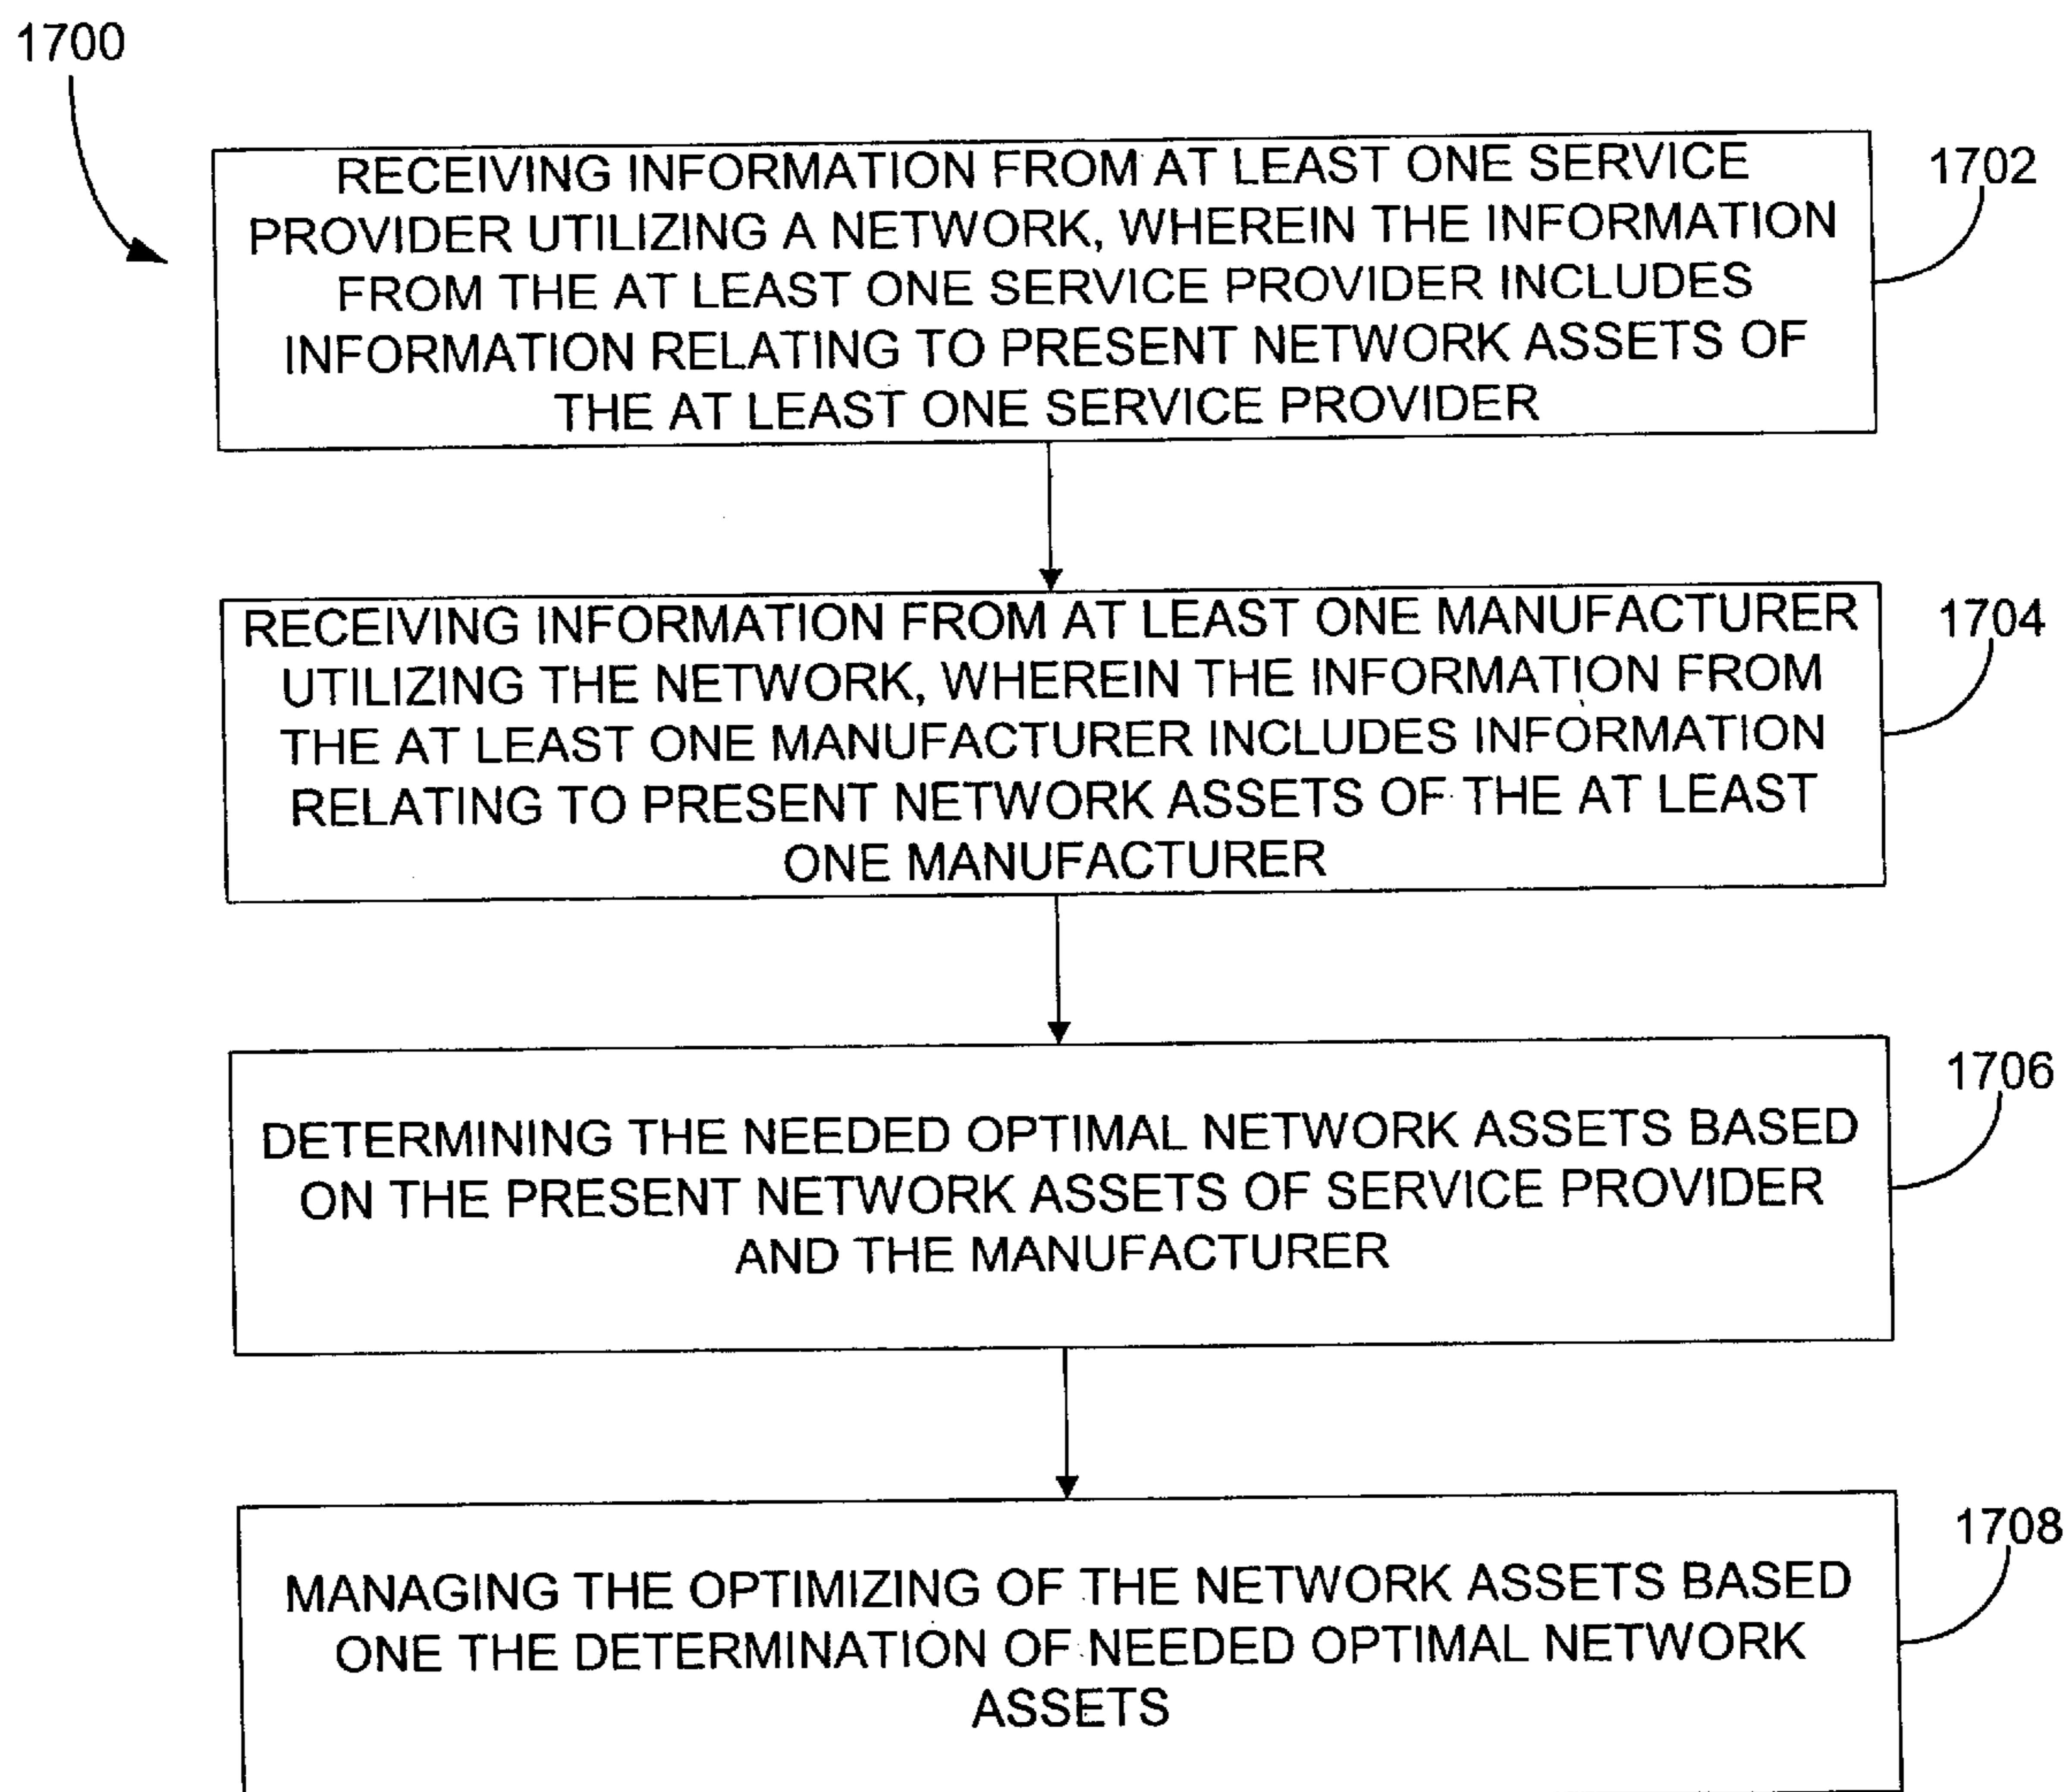 1700
RECEIVING INFORMATION FROM AT LEAST ONE SERVICE
PROVIDER UTILIZING A NETWORK, WHEREIN THE INFORMATION
FROM THE AT LEAST ONE SERVICE PROVIDER INCLUDES
INFORMATION RELATING TO PRESENT NETWORK ASSETS OF
THE AT LEAST ONE SERVICE PROVIDER
1702
RECEIVING INFORMATION FROM AT LEAST ONE MANUFACTURER
UTILIZING THE NETWORK, WHEREIN THE INFORMATION FROM
THE AT LEAST ONE MANUFACTURER INCLUDES INFORMATION
RELATING TO PRESENT NETWORK ASSETS OF THE AT LEAST
ONE MANUFACTURER
1704
DETERMINING THE NEEDED OPTIMAL NETWORK ASSETS BASED
ON THE PRESENT NETWORK ASSETS OF SERVICE PROVIDER
AND THE MANUFACTURER
1706
MANAGING THE OPTIMIZING OF THE NETWORK ASSETS BASED
ONE THE DETERMINATION OF NEEDED OPTIMAL NETWORK
ASSETS
1708